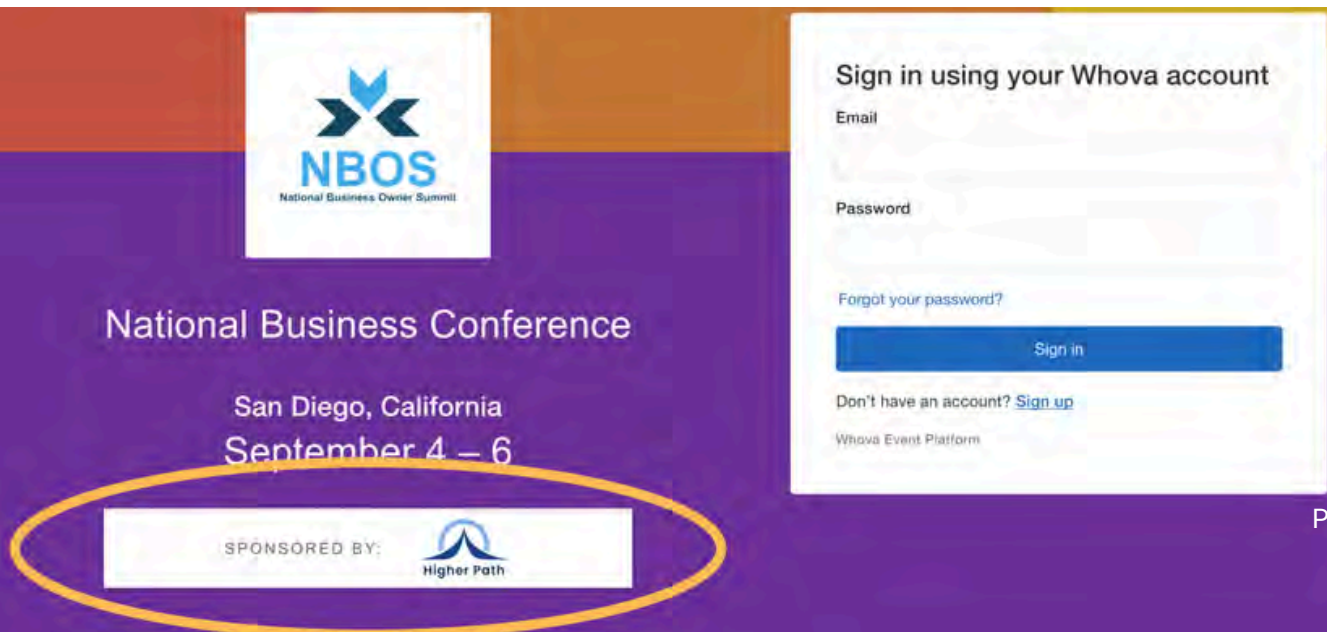 NBOS
National Business Owner Summit
National Business Conference
San Diego, California
September 4 – 6
SPONSORED BY:
Higher Path
Sign in using your Whova account
Email
Password
Forgot your password?
Sign in
Don't have an account? Sign up
Whova Event Platform
P